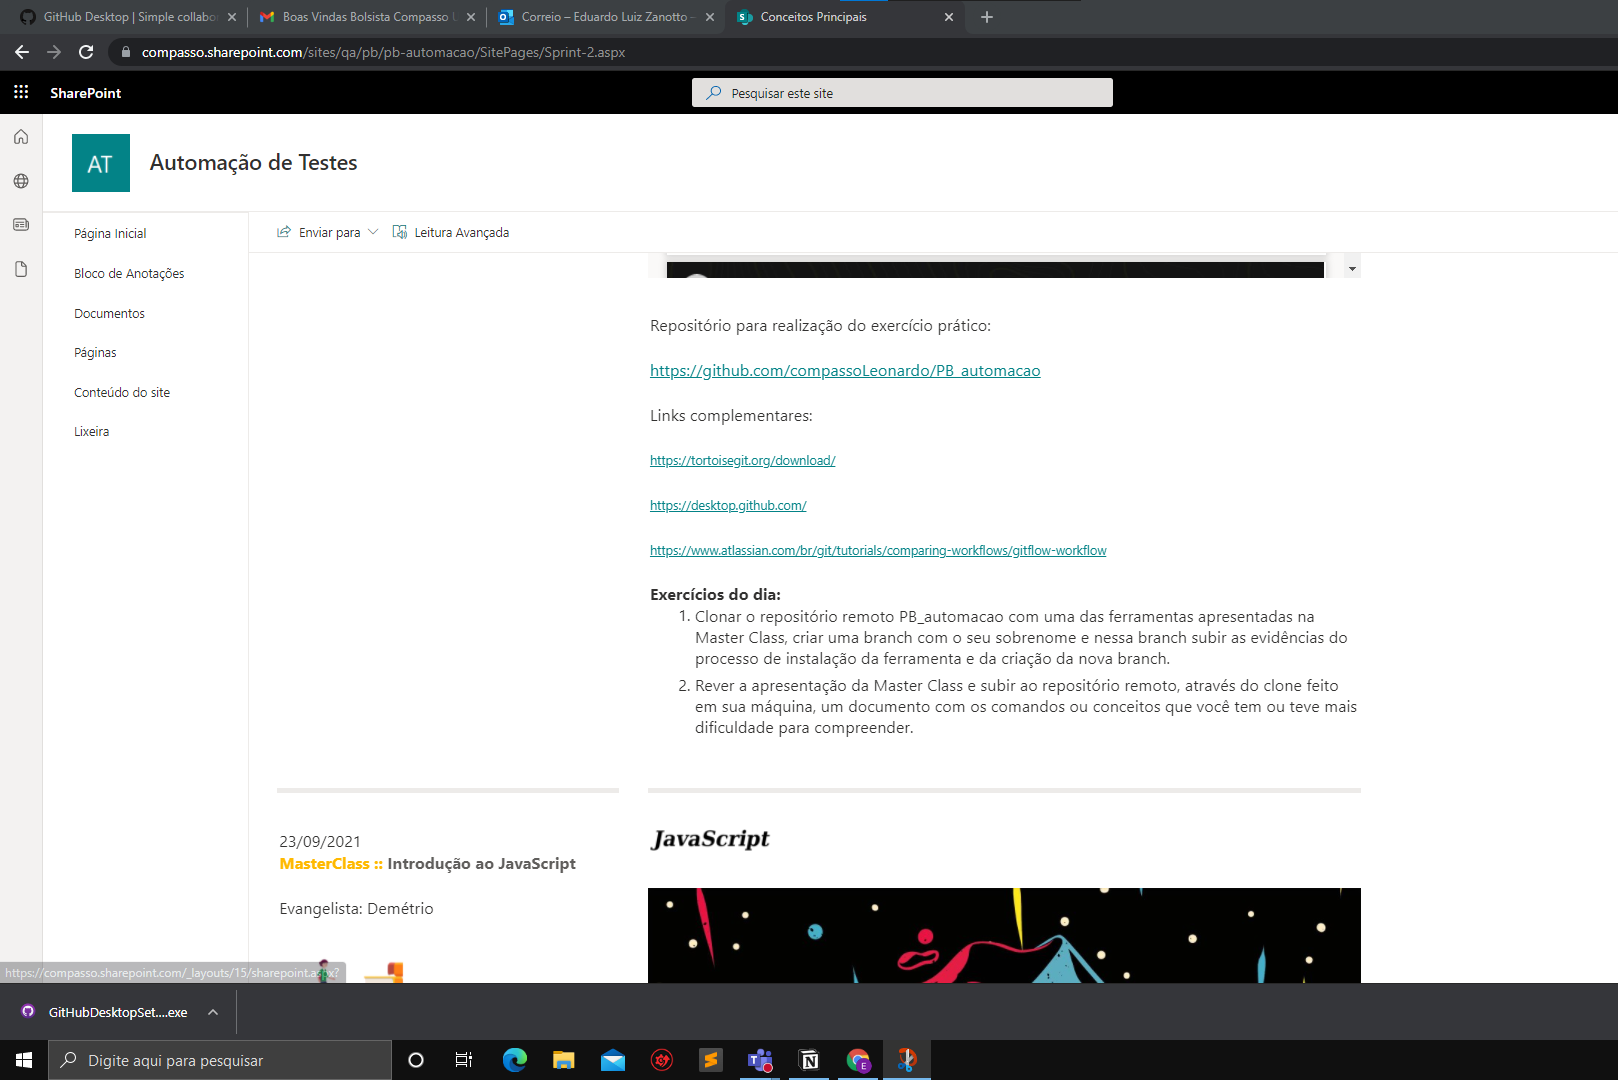 GitHub Desktop | Simple collabo
Boas Vindas Bolsista Compasso U
Correio – Eduardo Luiz Zanotto –
Conceitos Principais
compasso.sharepoint.com/sites/qa/pb/pb-automacao/SitePages/Sprint-2.aspx
SharePoint
Pesquisar este site
AT
Automação de Testes
Página Inicial
Bloco de Anotações
Documentos
Páginas
Conteúdo do site
Lixeira
Enviar para
Leitura Avançada
Repositório para realização do exercício prático:
https://github.com/compassoLeonardo/PB_automacao
Links complementares:
https://tortoisegit.org/download/
https://desktop.github.com/
https://www.atlassian.com/br/git/tutorials/comparing-workflows/gitflow-workflow
Exercícios do dia:
1. Clonar o repositório remoto PB_automacao com uma das ferramentas apresentadas na
Master Class, criar uma branch com o seu sobrenome e nessa branch subir as evidências do
processo de instalação da ferramenta e da criação da nova branch.
2. Rever a apresentação da Master Class e subir ao repositório remoto, através do clone feito
em sua máquina, um documento com os comandos ou conceitos que você tem ou teve mais
dificuldade para compreender.
23/09/2021
MasterClass :: Introdução ao JavaScript
Evangelista: Demétrio
JavaScript
https://compasso.sharepoint.com/_layouts/15/sharepoint.aspx?
GitHubDesktopSet....exe
Digite aqui para pesquisar